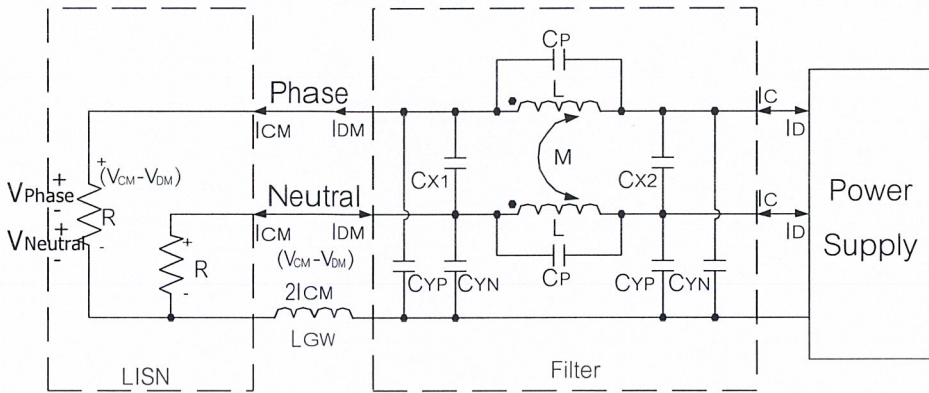 CP
L
Phase
IC
ICM
IDM
ID
+
(VCM-VDM)
M
CX1
CX2
+
VPhase
-
R
+
VNeutral
-
-
Neutral
IC
ICM
IDM
L
ID
Power
Supply
+
R
-
(VCM-VDM)
CYP
CYN
CP
CYP
CYN
2ICM
LGW
LISN
Filter